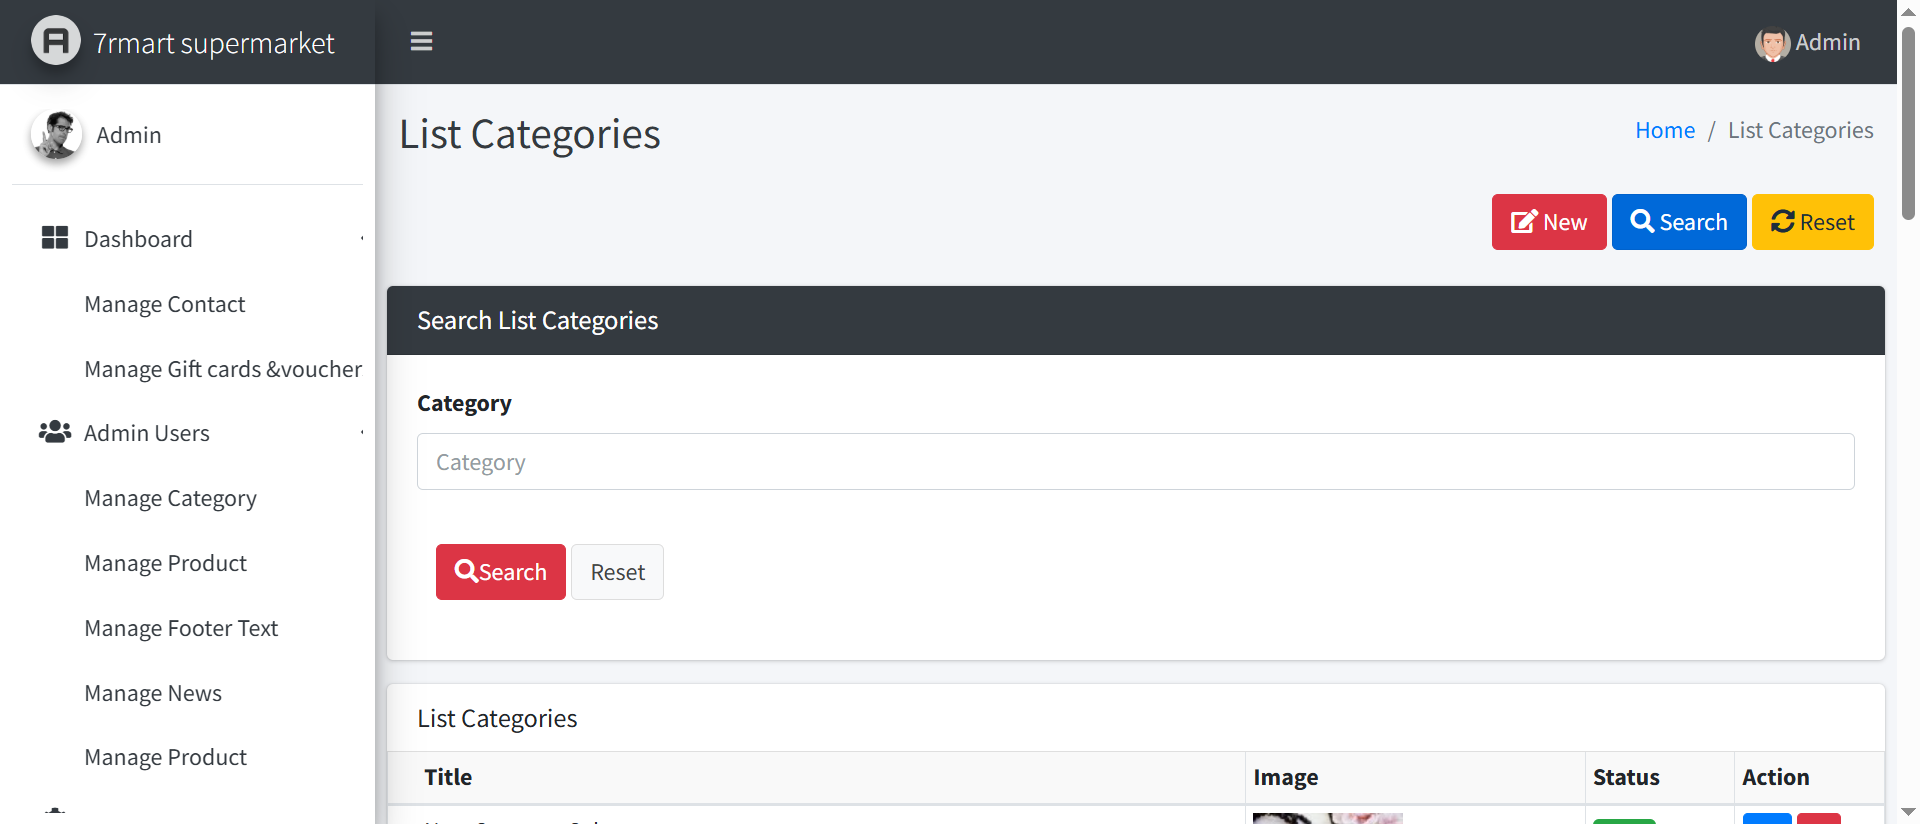 7rmart supermarket
Admin
Admin
List Categories
Home / List Categories
Dashboard
Manage Contact
Manage Gift cards &voucher
Admin Users
Manage Category
Manage Product
Manage Footer Text
Manage News
Manage Product
New Search Reset
Search List Categories
Category
Category
Search Reset
List Categories
Title Image Status Action